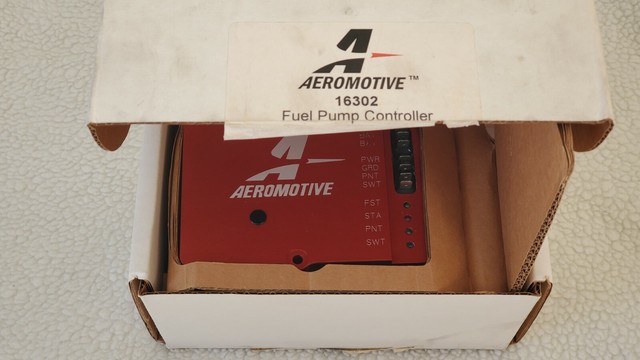 AEROMOTIVE™
16302
Fuel Pump Controller
AEROMOTIVE
PWR
GRD
PNT
SWT
FST
STA
PNT
SWT